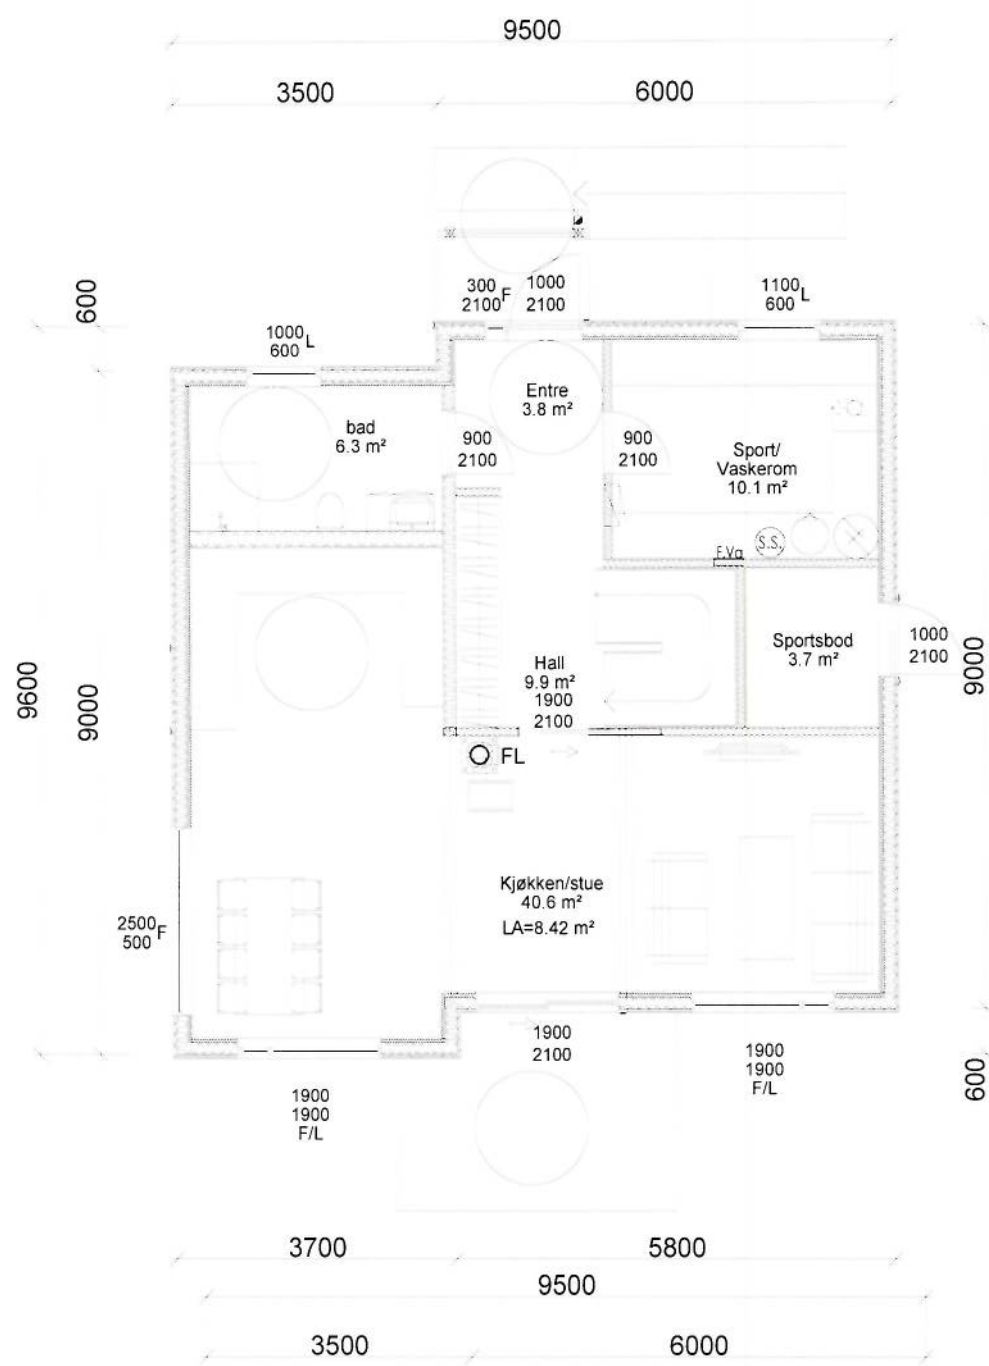 9500
3500
6000
600
300
2100 F
1000
2100
1100
600 L
1000
600 L
Entre
3.8 m²
bad
6.3 m²
900
2100
900
2100
Sport/
Vaskerom
10.1 m²
S.S.
F.Va
Sportsbod
3.7 m²
1000
2100
9000
9600
9000
Hall
9.9 m²
1900
2100
FL
Kjøkken/stue
40.6 m²
LA=8.42 m²
2500
500 F
1900
2100
1900
1900
F/L
600
1900
1900
F/L
3700
5800
9500
3500
6000